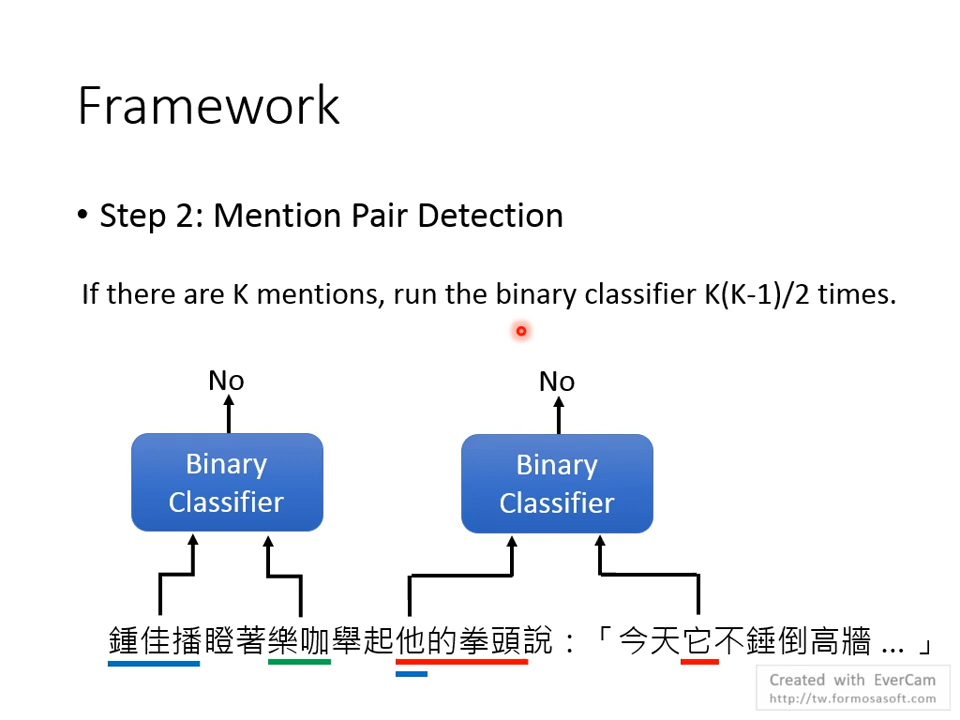 Framework
• Step 2: Mention Pair Detection
If there are K mentions, run the binary classifier K(K-1)/2 times.
No No
Binary Classifier
Binary Classifier
鍾佳播瞪著樂咖舉起他的拳頭說：「今天它不錘倒高牆 ... 」
Created with EverCam
http://tw.formosasoft.com